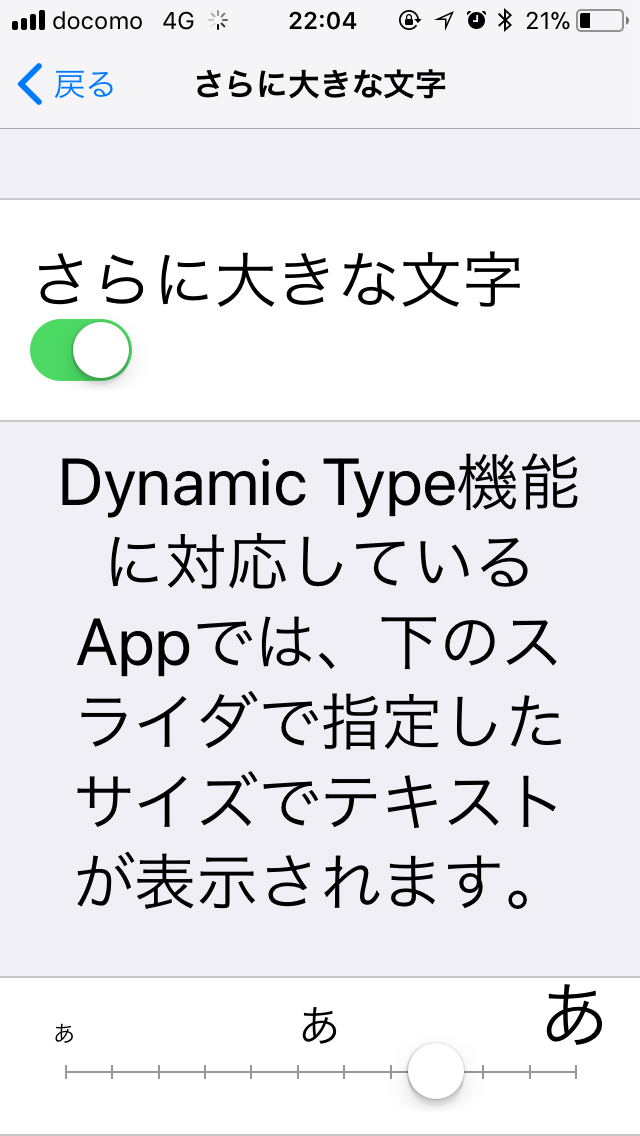 docomo 4G 22:04 21%
戻る さらに大きな文字
さらに大きな文字
Dynamic Type機能
に対応している
Appでは、下のス
ライダで指定した
サイズでテキスト
が表示されます。
あ あ あ